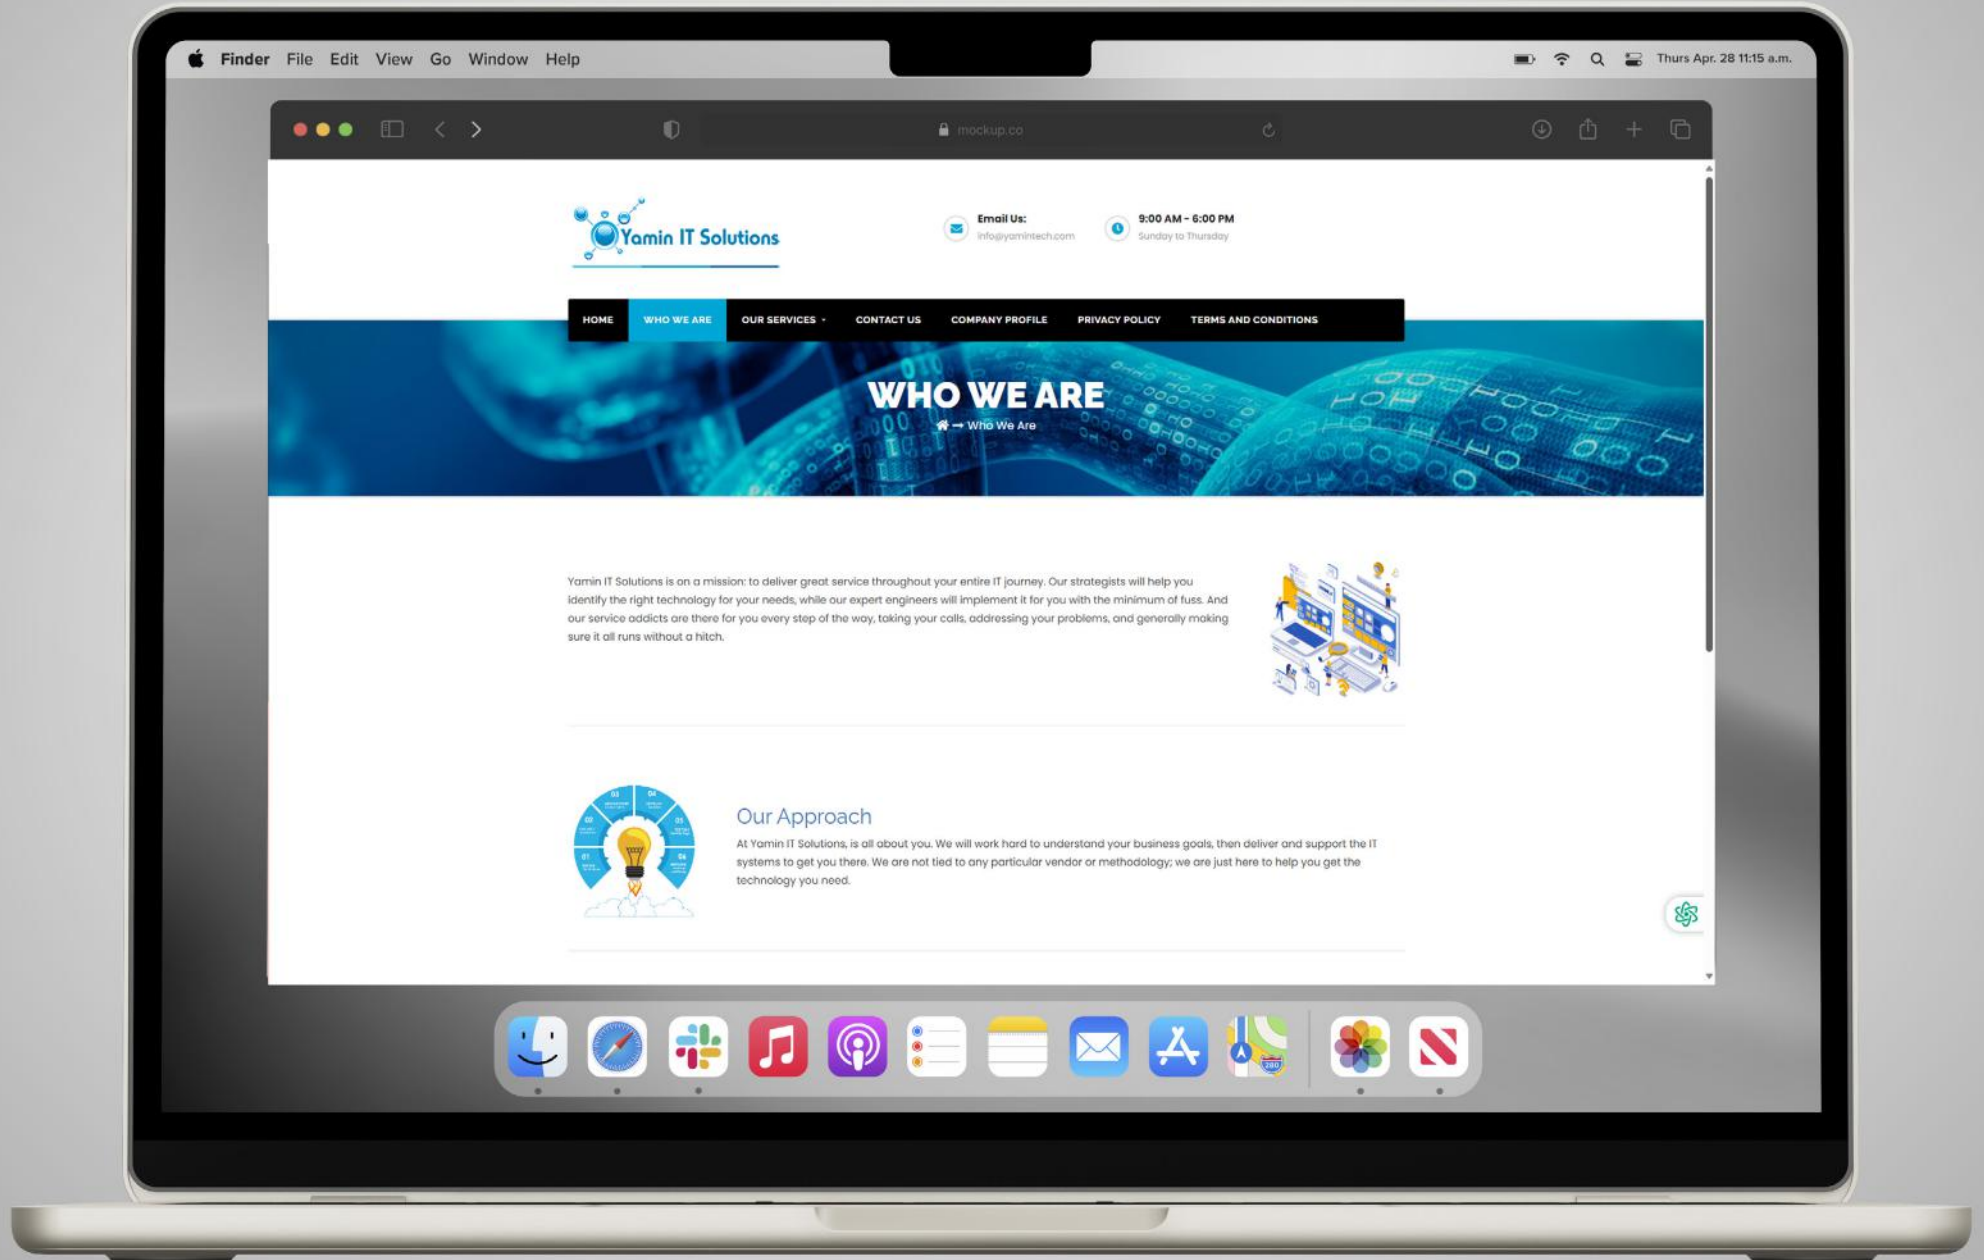 Finder File Edit View Go Window Help
Thurs Apr. 28 11:15 a.m.
mockup.co
Yamin IT Solutions
Email Us:
info@yamintech.com
9:00 AM - 6:00 PM
Sunday to Thursday
HOME WHO WE ARE OUR SERVICES CONTACT US COMPANY PROFILE PRIVACY POLICY TERMS AND CONDITIONS
WHO WE ARE
→ Who We Are
Yamin IT Solutions is on a mission: to deliver great service throughout your entire IT journey. Our strategists will help you
identify the right technology for your needs, while our expert engineers will implement it for you with the minimum of fuss. And
our service addicts are there for you every step of the way, taking your calls, addressing your problems, and generally making
sure it all runs without a hitch.
03 04
02 05
01 06
Our Approach
At Yamin IT Solutions, is all about you. We will work hard to understand your business goals, then deliver and support the IT
systems to get you there. We are not tied to any particular vendor or methodology; we are just here to help you get the
technology you need.
280